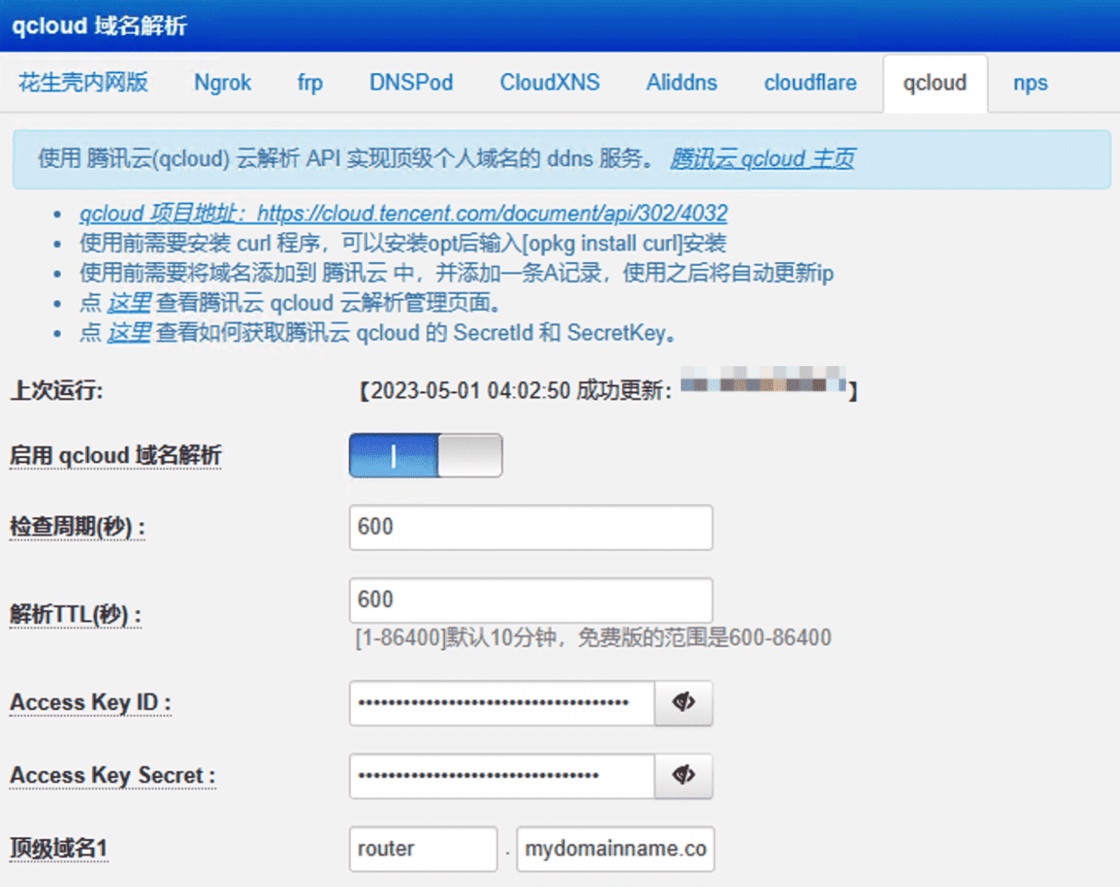 qcloud 域名解析
花生壳内网版 Ngrok frp DNSPod CloudXNS Aliddns cloudflare qcloud nps
使用 腾讯云(qcloud) 云解析 API 实现顶级个人域名的 ddns 服务。 腾讯云 qcloud 主页
qcloud 项目地址：https://cloud.tencent.com/document/api/302/4032
使用前需要安装 curl 程序，可以安装opt后输入[opkg install curl]安装
使用前需要将域名添加到 腾讯云 中，并添加一条A记录，使用之后将自动更新ip
点 这里 查看腾讯云 qcloud 云解析管理页面。
点 这里 查看如何获取腾讯云 qcloud 的 SecretId 和 SecretKey。
上次运行: 【2023-05-01 04:02:50 成功更新： 】
启用 qcloud 域名解析
检查周期(秒) : 600
解析TTL(秒) : 600
[1-86400]默认10分钟，免费版的范围是600-86400
Access Key ID :
Access Key Secret :
顶级域名1 router . mydomainname.co